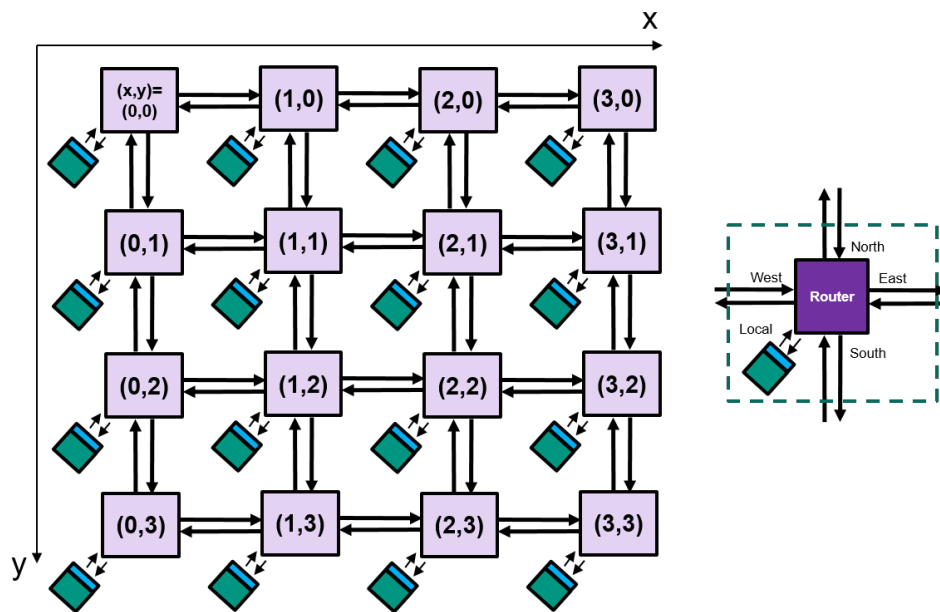 x
(x,y)=
(0,0)
(1,0)
(2,0)
(3,0)
(0,1)
(1,1)
(2,1)
(3,1)
(0,2)
(1,2)
(2,2)
(3,2)
(0,3)
(1,3)
(2,3)
(3,3)
y
North
West
East
Router
Local
South